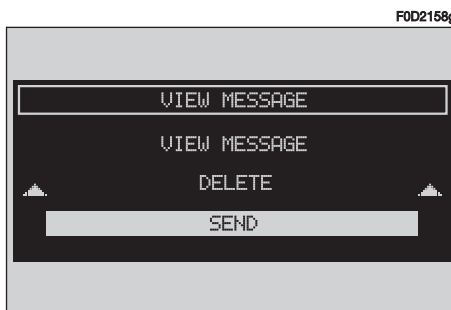 F0D2158g
VIEW MESSAGE
VIEW MESSAGE
DELETE
SEND